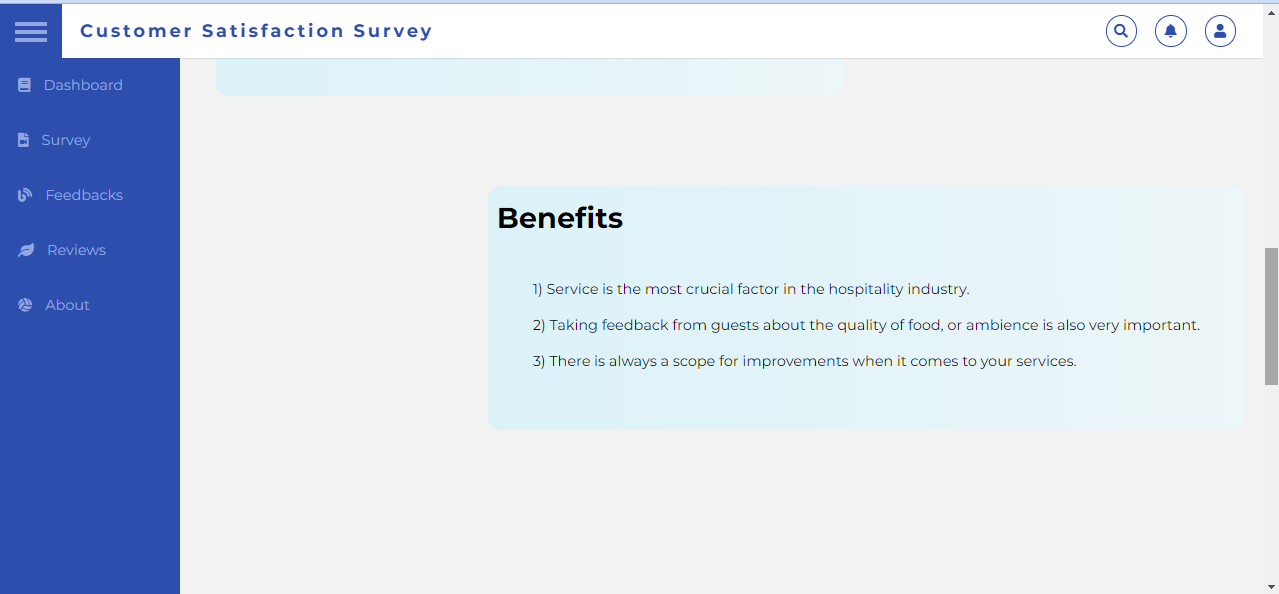 Customer Satisfaction Survey
Dashboard
Survey
Feedbacks
Reviews
About
Benefits
1) Service is the most crucial factor in the hospitality industry.
2) Taking feedback from guests about the quality of food, or ambience is also very important.
3) There is always a scope for improvements when it comes to your services.